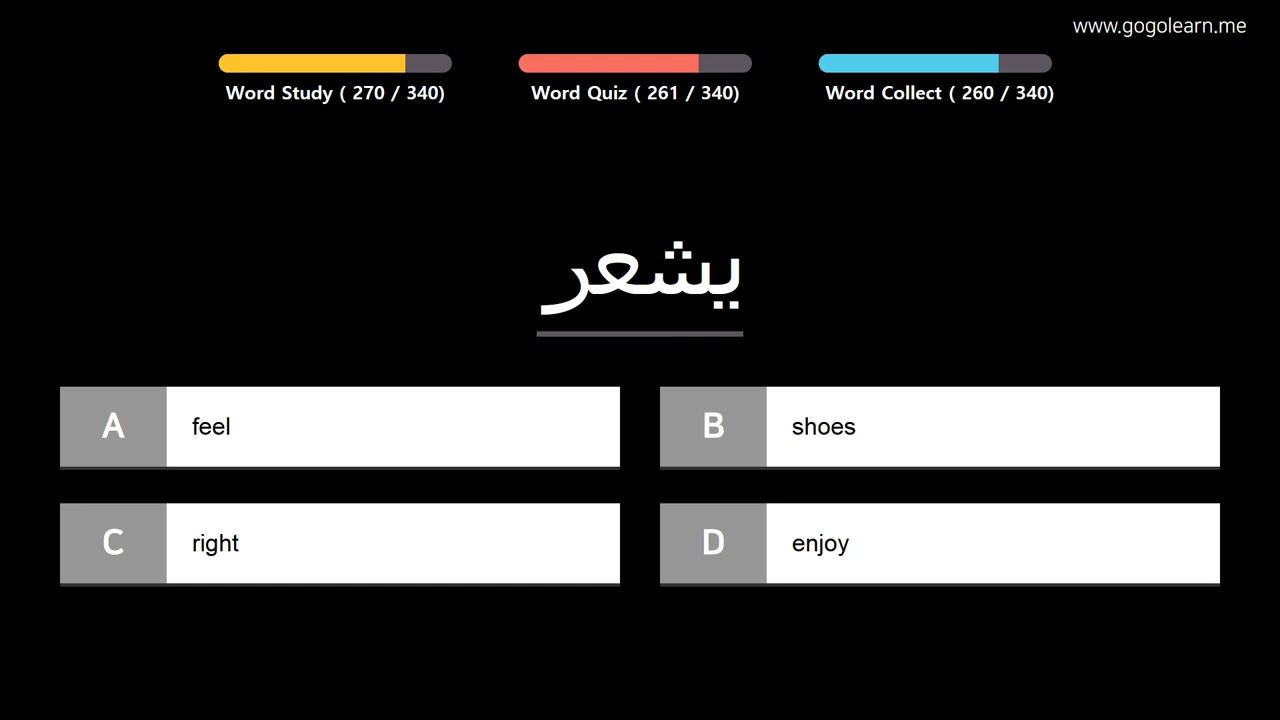 www.gogolearn.me
Word Study ( 270 / 340)
Word Quiz ( 261 / 340)
Word Collect ( 260 / 340)
يشعر
A feel
B shoes
C right
D enjoy